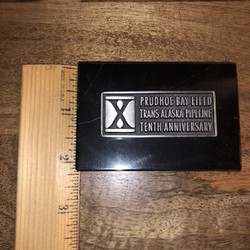 X
PRUDHOE BAY FIELD
TRANS ALASKA PIPELINE
TENTH ANNIVERSARY